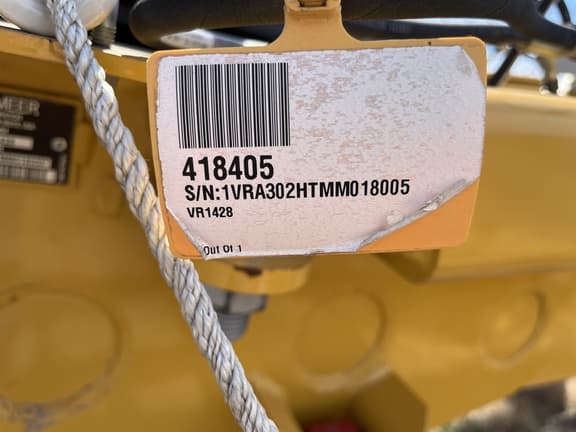 MEER
418405
S/N:1VRA302HTMM018005
VR1428
Out Of 1